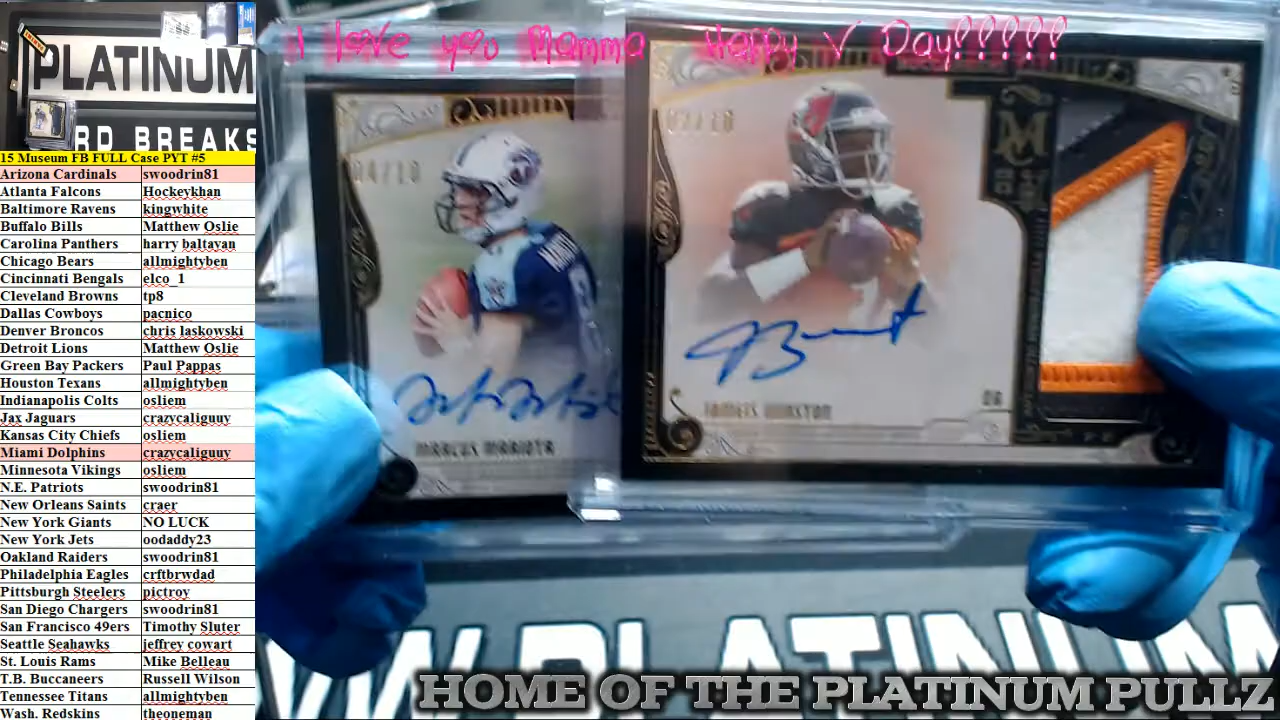 I love you Mamma Happy V Day!!!!!
PLATINUM
RD BREAKS
15 Museum FB FULL Case PYT #5
Arizona Cardinals swoodrin81
Atlanta Falcons Hockeykhan
Baltimore Ravens kingwhite
Buffalo Bills Matthew Oslie
Carolina Panthers harry baltayan
Chicago Bears allmightyben
Cincinnati Bengals elco_1
Cleveland Browns tp8
Dallas Cowboys pacnico
Denver Broncos chris laskowski
Detroit Lions Matthew Oslie
Green Bay Packers Paul Pappas
Houston Texans allmightyben
Indianapolis Colts osliem
Jax Jaguars crazycaliguuy
Kansas City Chiefs osliem
Miami Dolphins crazycaliguuy
Minnesota Vikings osliem
N.E. Patriots swoodrin81
New Orleans Saints craer
New York Giants NO LUCK
New York Jets oodaddy23
Oakland Raiders swoodrin81
Philadelphia Eagles crftbrwdad
Pittsburgh Steelers pictroy
San Diego Chargers swoodrin81
San Francisco 49ers Timothy Sluter
Seattle Seahawks jeffrey cowart
St. Louis Rams Mike Belleau
T.B. Buccaneers Russell Wilson
Tennessee Titans allmightyben
Wash. Redskins theoneman
04/10
MARCUS MARIOTA
02/10
M
JAMEIS WINSTON
QB
PLATINUM
HOME OF THE PLATINUM PULLZ